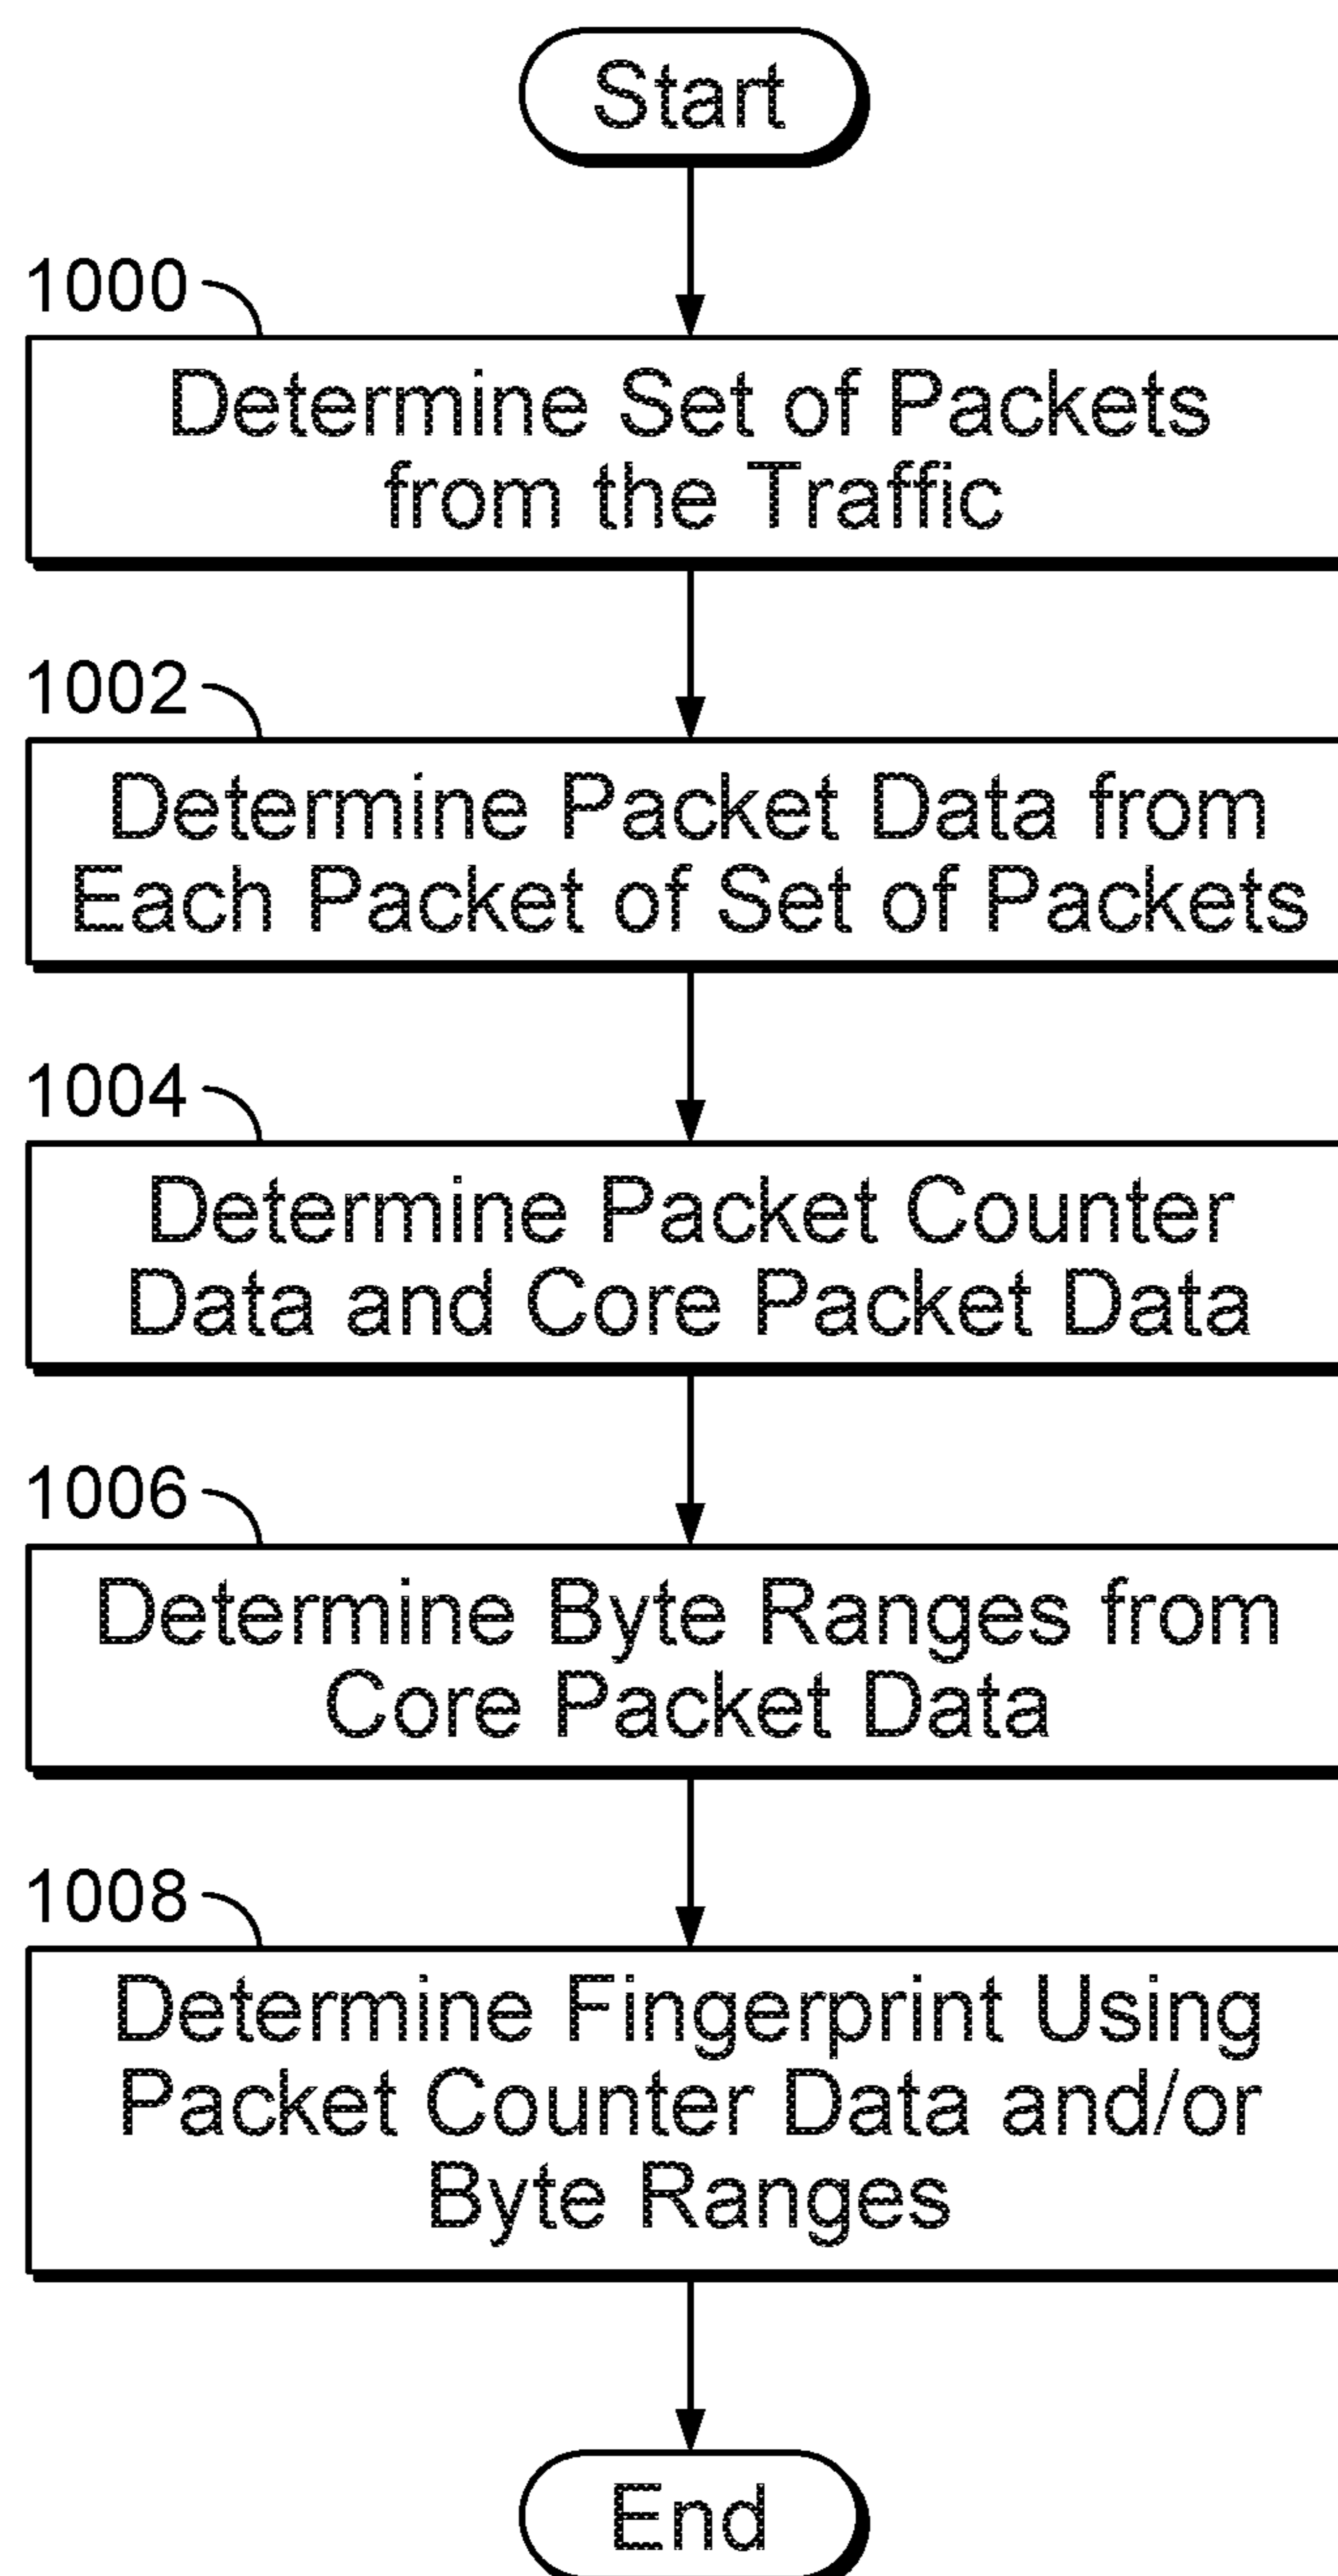 Start
1000
Determine Set of Packets
from the Traffic
1002
Determine Packet Data from
Each Packet of Set of Packets
1004
Determine Packet Counter
Data and Core Packet Data
1006
Determine Byte Ranges from
Core Packet Data
1008
Determine Fingerprint Using
Packet Counter Data and/or
Byte Ranges
End